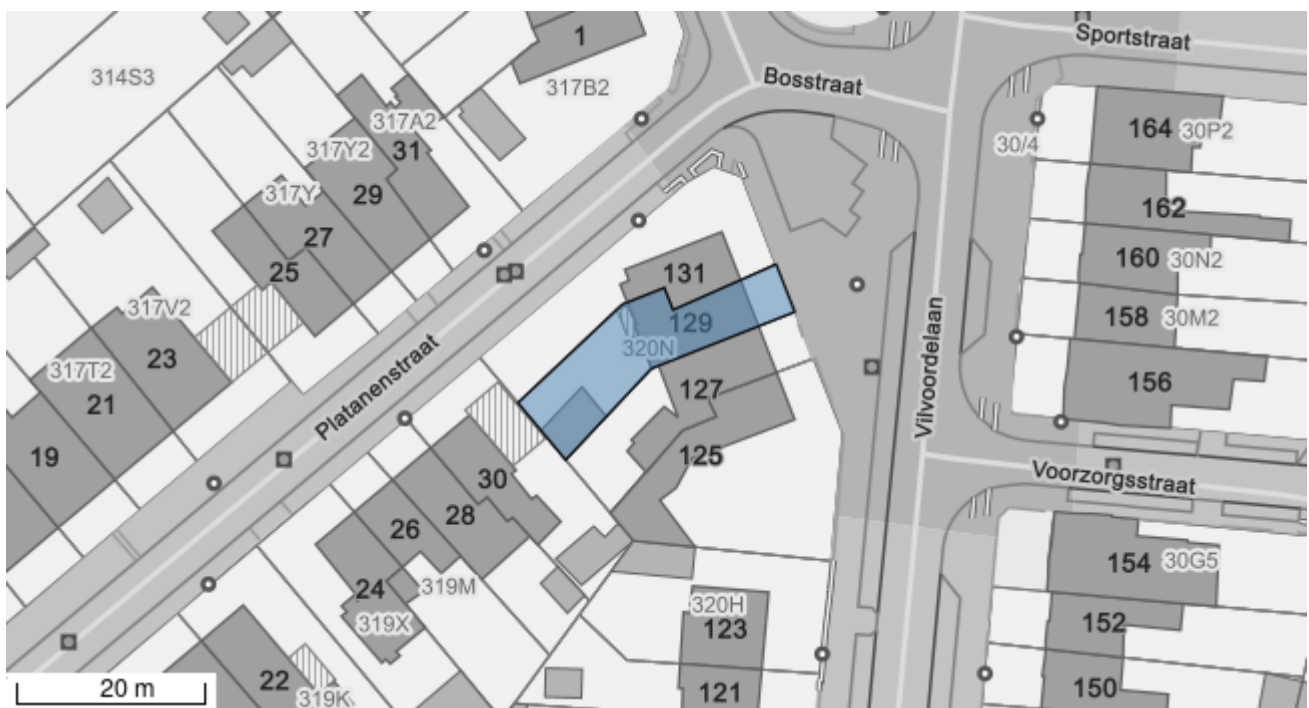 1
Sportstraat
Bosstraat
314S3
317B2
317A2
31
164
30P2
30/4
317Y2
29
317Y
162
27
160
30N2
131
25
158
30M2
129
317V2
320N
23
156
317T2
127
21
Platanenstraat
Vilvoordelaan
19
125
Voorzorgsstraat
30
28
26
154
30G5
24
319M
319X
320H
123
152
22
319K
121
150
20 m